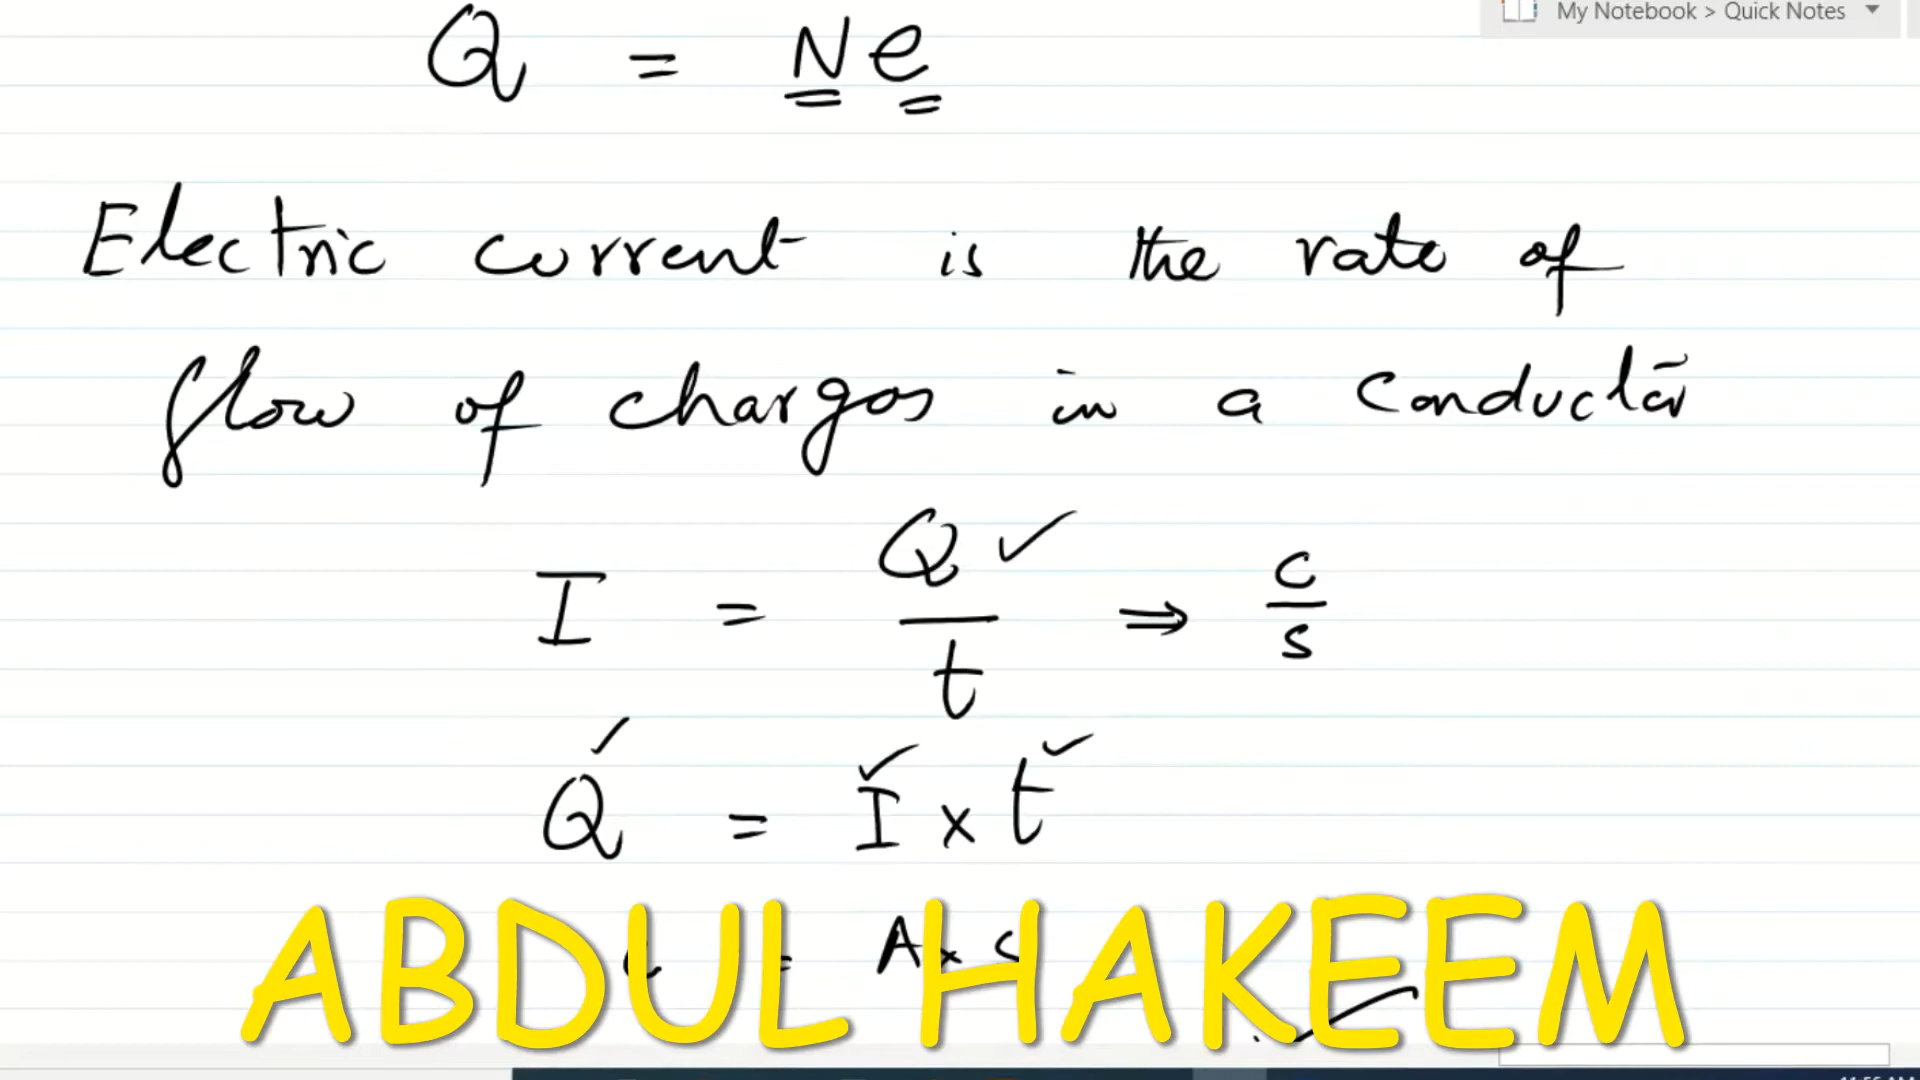 My Notebook > Quick Notes
Q = Ne
Electric current is the rate of
flow of charges in a conductor
I = Q/t ⇒ C/s
Q = I × t
C = A × s
ABDUL HAKEEM